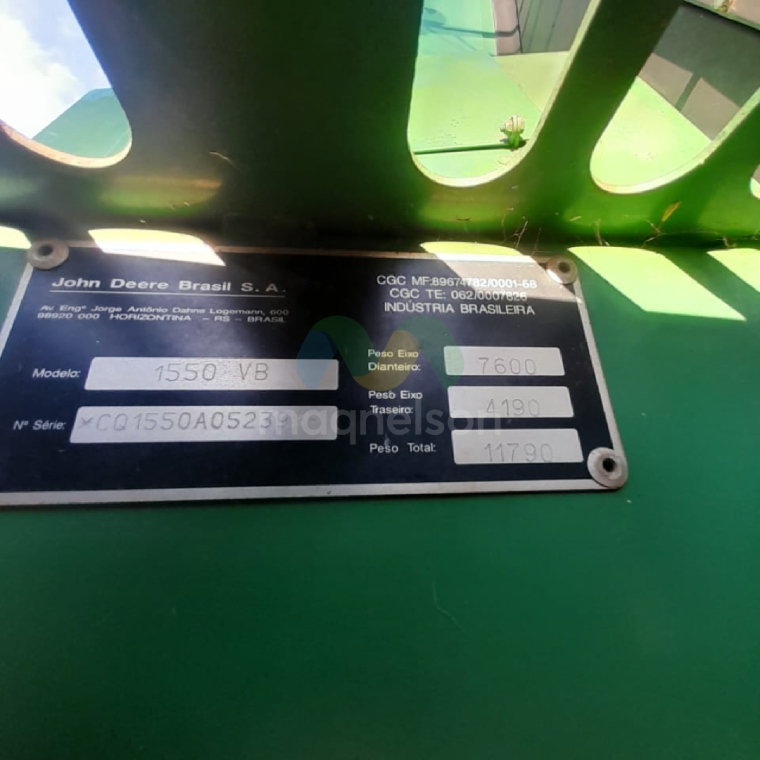 John Deere Brasil S. A.
Av Engº Jorge Antônio Dahne Logemann, 600
98920 000 HORIZONTINA - RS - BRASIL
CGC MF:89674782/0001-58
CGC TE: 062/0007826
INDÚSTRIA BRASILEIRA
Modelo: 1550 VB
Nº Série:
Peso Eixo
Dianteiro: 7600
Peso Eixo
Traseiro: 4190
Peso Total: 11790
maqnelson